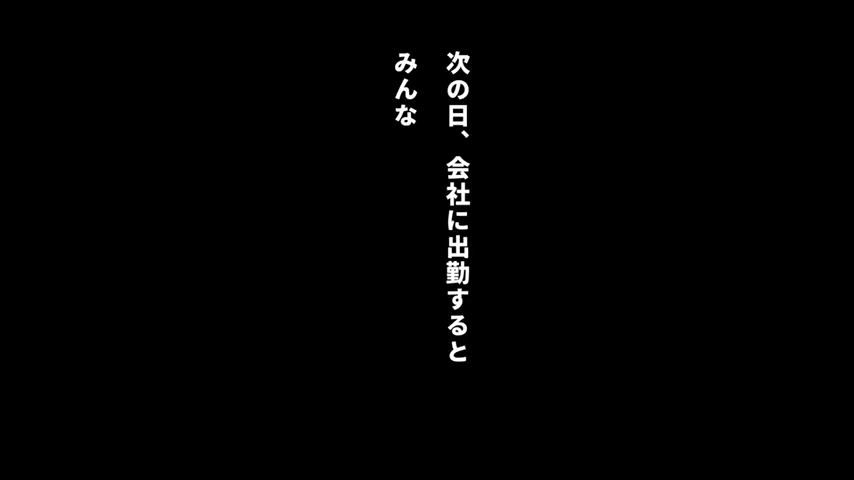 次の日、会社に出勤すると
みんな